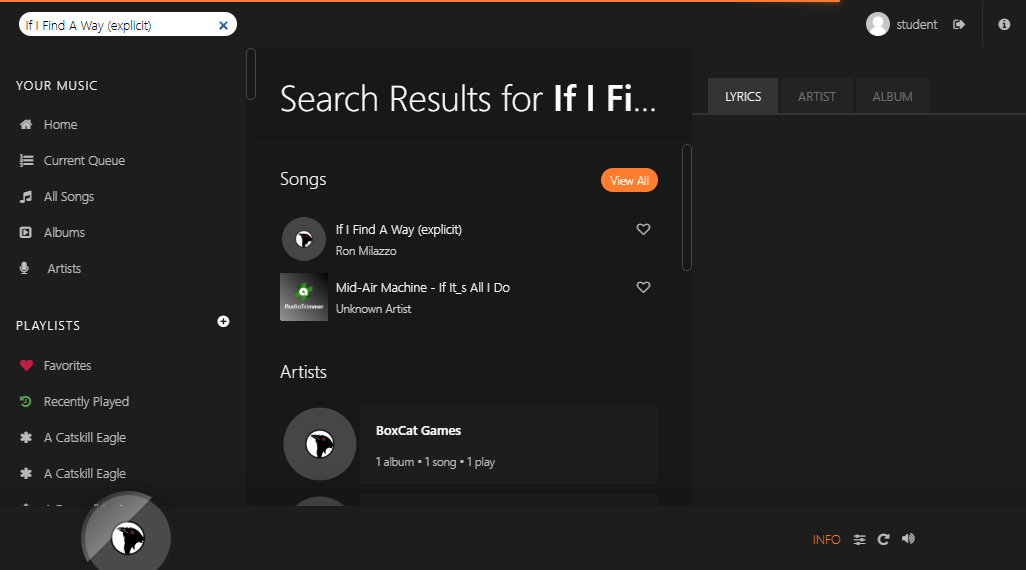 If I Find A Way (explicit)
student
YOUR MUSIC
Home
Current Queue
All Songs
Albums
Artists
PLAYLISTS
Favorites
Recently Played
A Catskill Eagle
A Catskill Eagle
Search Results for If I Fi...
Songs
View All
If I Find A Way (explicit)
Ron Milazzo
AudioTrimmer
Mid-Air Machine - If It_s All I Do
Unknown Artist
Artists
BoxCat Games
1 album • 1 song • 1 play
LYRICS
ARTIST
ALBUM
INFO